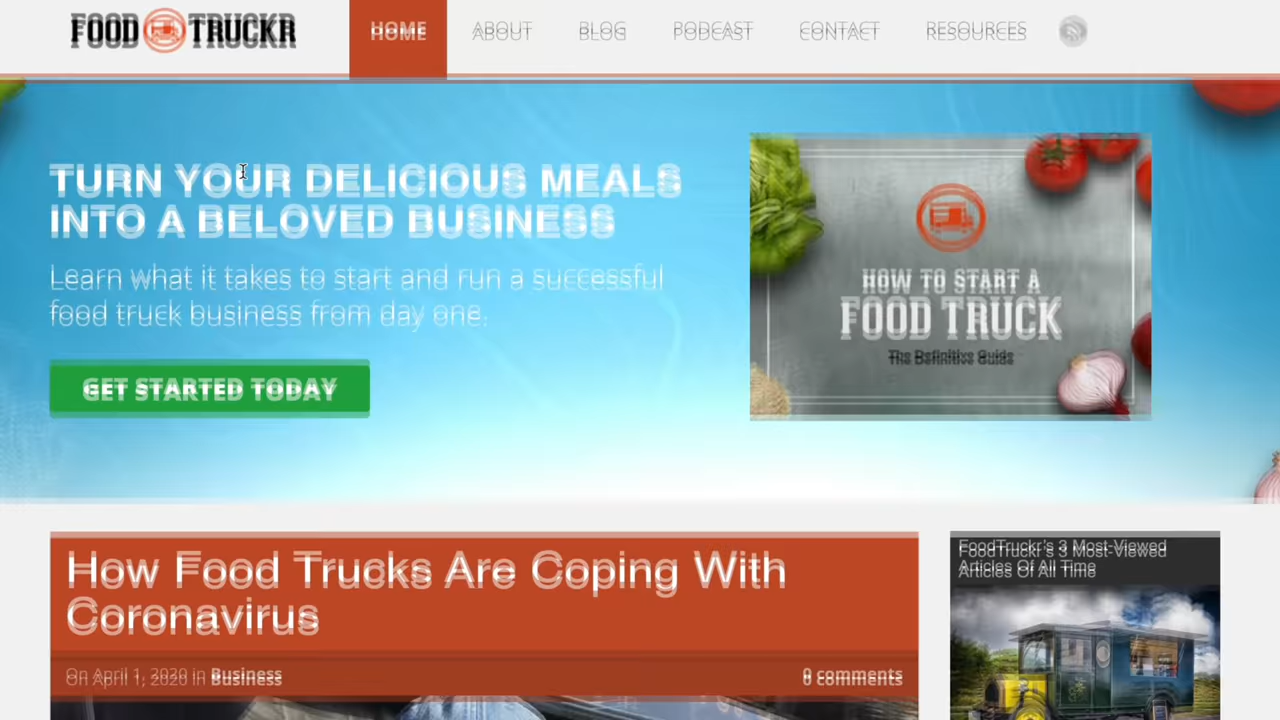 FOOD TRUCKR
HOME ABOUT BLOG PODCAST CONTACT RESOURCES
TURN YOUR DELICIOUS MEALS
INTO A BELOVED BUSINESS
Learn what it takes to start and run a successful
food truck business from day one.
GET STARTED TODAY
HOW TO START A
FOOD TRUCK
The Definitive Guide
How Food Trucks Are Coping With
Coronavirus
On April 1, 2020 in Business
0 comments
FoodTruckr's 3 Most-Viewed
Articles Of All Time